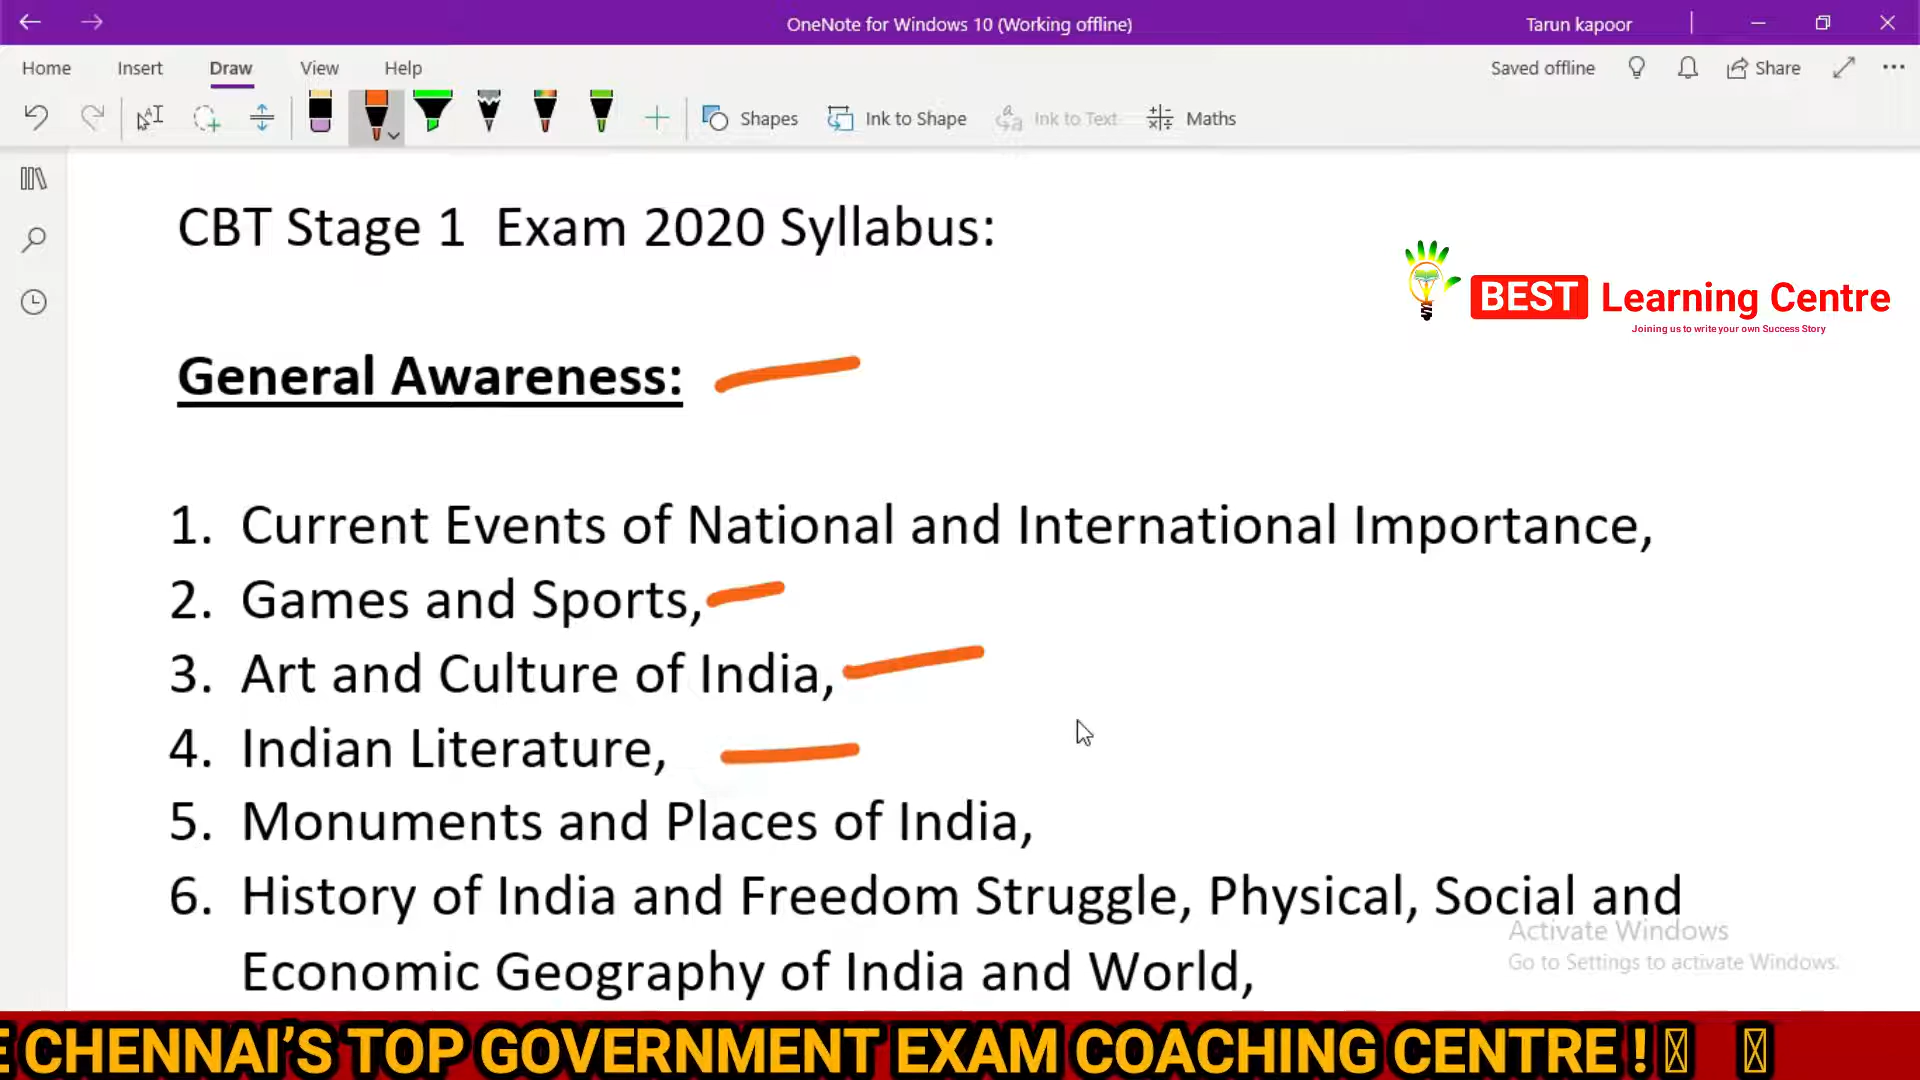 OneNote for Windows 10 (Working offline)
Tarun kapoor
Home Insert Draw View Help
Saved offline
Share
Shapes
Ink to Shape
Ink to Text
Maths
CBT Stage 1 Exam 2020 Syllabus:
BEST Learning Centre
Joining us to write your own Success Story
General Awareness:
1. Current Events of National and International Importance,
2. Games and Sports,
3. Art and Culture of India,
4. Indian Literature,
5. Monuments and Places of India,
6. History of India and Freedom Struggle, Physical, Social and
Economic Geography of India and World,
Activate Windows
Go to Settings to activate Windows.
E CHENNAI’S TOP GOVERNMENT EXAM COACHING CENTRE !